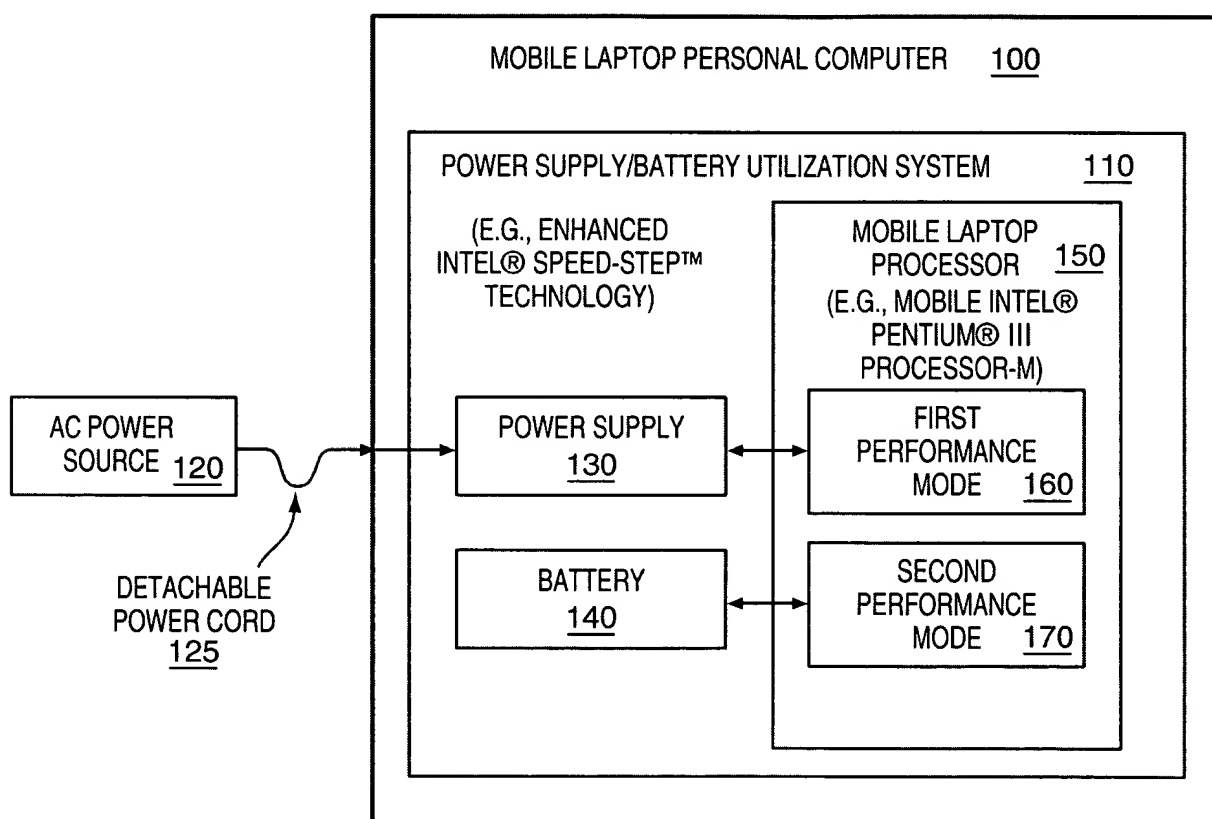 MOBILE LAPTOP PERSONAL COMPUTER 100
POWER SUPPLY/BATTERY UTILIZATION SYSTEM 110
(E.G., ENHANCED
INTEL® SPEED-STEP™
TECHNOLOGY)
MOBILE LAPTOP
PROCESSOR 150
(E.G., MOBILE INTEL®
PENTIUM® III
PROCESSOR-M)
AC POWER
SOURCE 120
POWER SUPPLY
130
FIRST
PERFORMANCE
MODE 160
DETACHABLE
POWER CORD
125
BATTERY
140
SECOND
PERFORMANCE
MODE 170